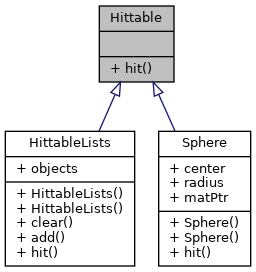 Hittable
+ hit()
HittableLists
+ objects
+ HittableLists()
+ HittableLists()
+ clear()
+ add()
+ hit()
Sphere
+ center
+ radius
+ matPtr
+ Sphere()
+ Sphere()
+ hit()